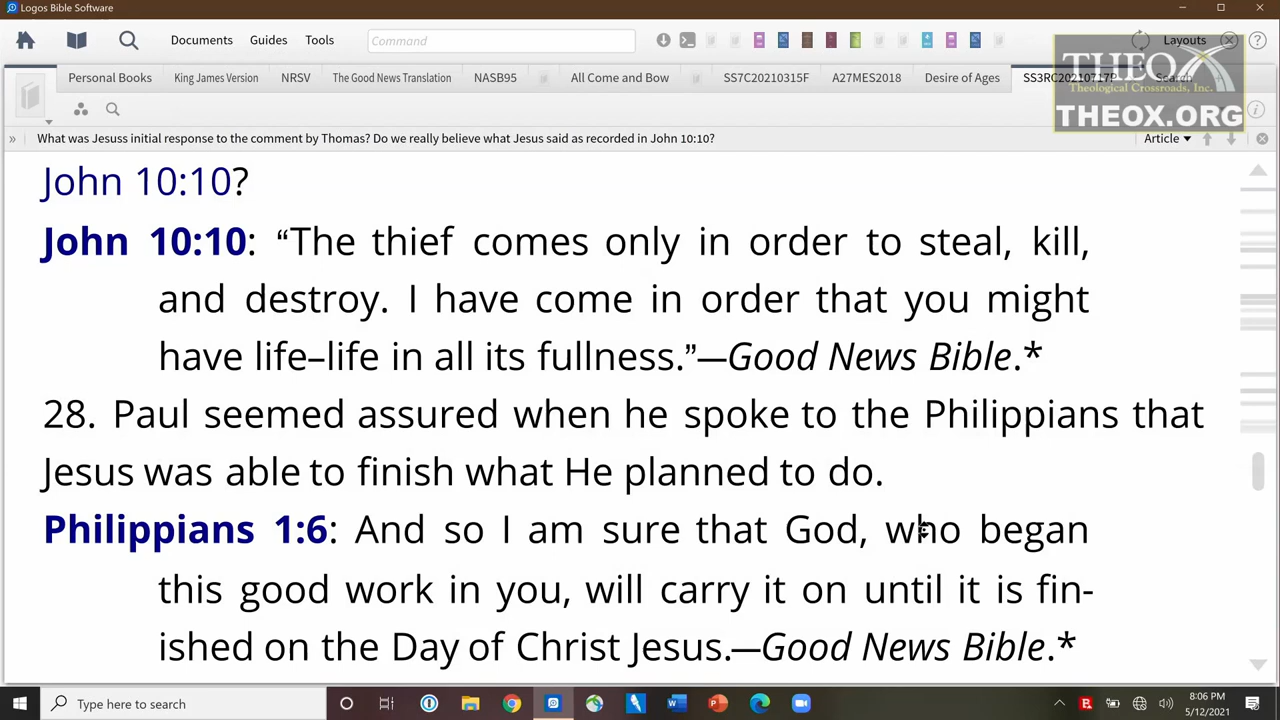 Logos Bible Software
Documents Guides Tools Command Layouts
Personal Books King James Version NRSV The Good News Translation NASB95 All Come and Bow SS7C20210315F A27MES2018 Desire of Ages SS3RC20210717P Search
THEOX
Theological Crossroads, Inc.
THEOX.ORG
» What was Jesuss initial response to the comment by Thomas? Do we really believe what Jesus said as recorded in John 10:10? Article
John 10:10?
John 10:10: “The thief comes only in order to steal, kill,
and destroy. I have come in order that you might
have life–life in all its fullness.”—Good News Bible.*
28. Paul seemed assured when he spoke to the Philippians that
Jesus was able to finish what He planned to do.
Philippians 1:6: And so I am sure that God, who began
this good work in you, will carry it on until it is fin-
ished on the Day of Christ Jesus.—Good News Bible.*
Type here to search
8:06 PM
5/12/2021